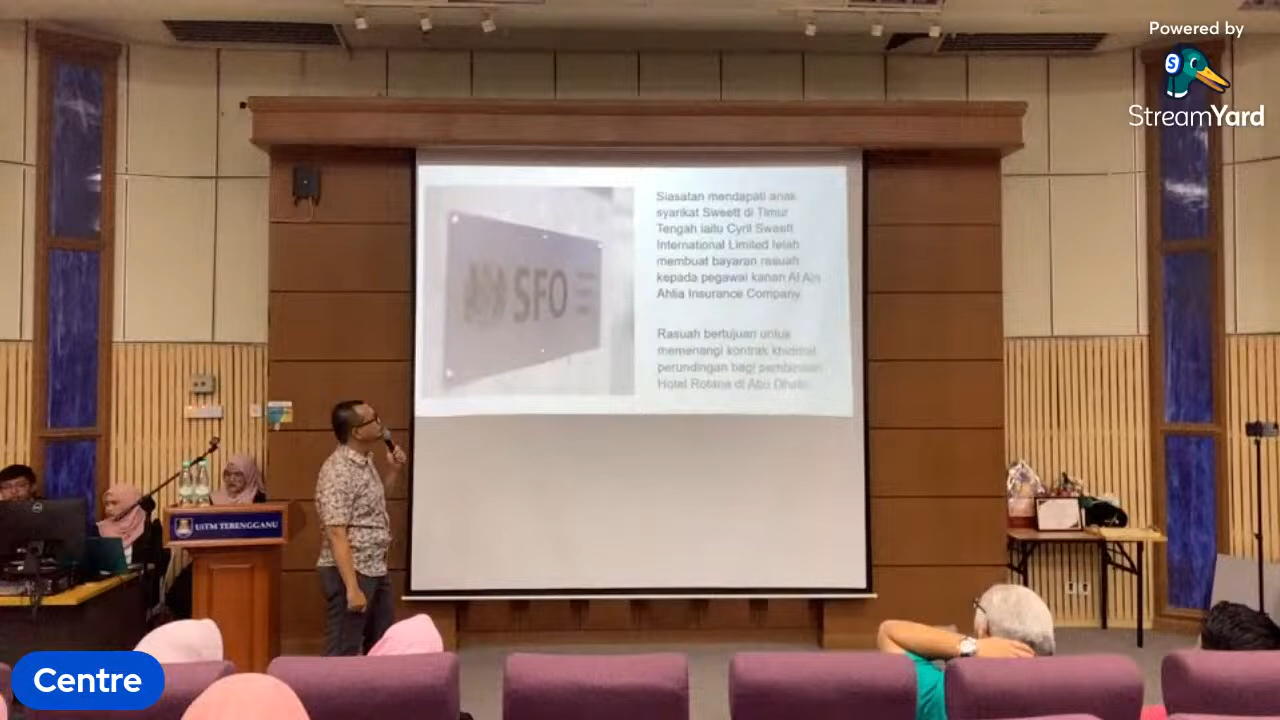 Powered by
StreamYard
Siasatan mendapati anak
syarikat Sweett di Timur
Tengah iaitu Cyril Sweett
International Limited telah
membuat bayaran rasuah
kepada pegawai kanan Al Ain
Ahlia Insurance Company
SFO
Rasuah bertujuan untuk
memenangi kontrak khidmat
perundingan bagi pembinaan
Hotel Rotana di Abu Dhabi
UiTM TERENGGANU
Centre